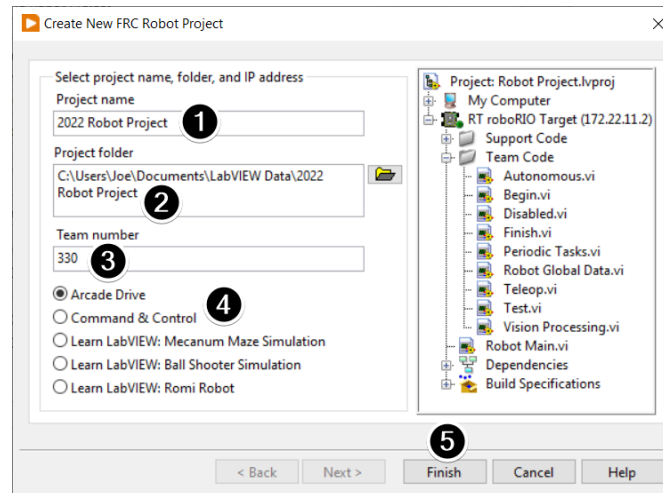 Create New FRC Robot Project
Select project name, folder, and IP address
Project name
2022 Robot Project
1
Project folder
C:\Users\Joe\Documents\LabVIEW Data\2022
Robot Project
2
Team number
330
3
Arcade Drive
4
Command & Control
Learn LabVIEW: Mecanum Maze Simulation
Learn LabVIEW: Ball Shooter Simulation
Learn LabVIEW: Romi Robot
Project: Robot Project.lvproj
My Computer
RT roboRIO Target (172.22.11.2)
Support Code
Team Code
Autonomous.vi
Begin.vi
Disabled.vi
Finish.vi
Periodic Tasks.vi
Robot Global Data.vi
Teleop.vi
Test.vi
Vision Processing.vi
Robot Main.vi
Dependencies
Build Specifications
5
< Back
Next >
Finish
Cancel
Help